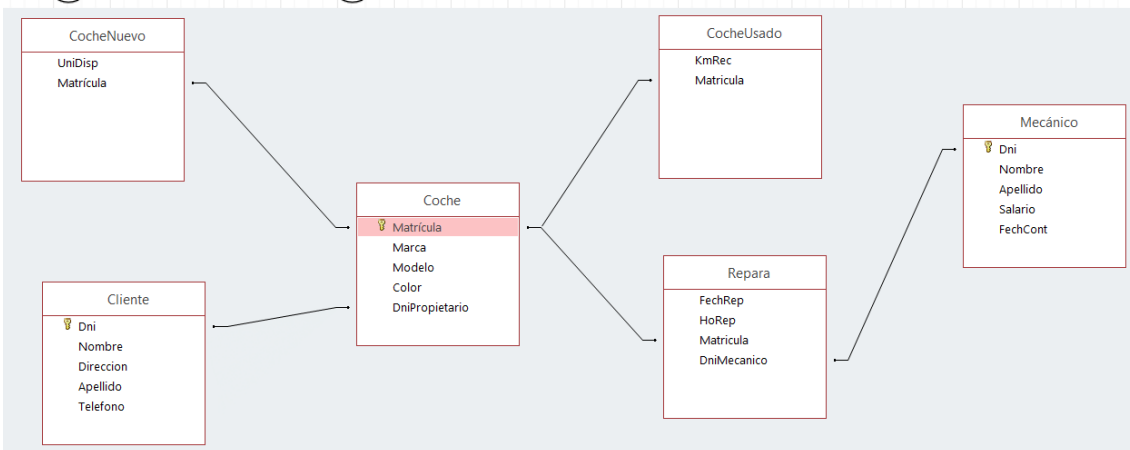 CocheNuevo
UniDisp
Matrícula
CocheUsado
KmRec
Matricula
Mecánico
Dni
Nombre
Apellido
Salario
FechCont
Coche
Matrícula
Marca
Modelo
Color
DniPropietario
Repara
FechRep
HoRep
Matricula
DniMecanico
Cliente
Dni
Nombre
Direccion
Apellido
Telefono